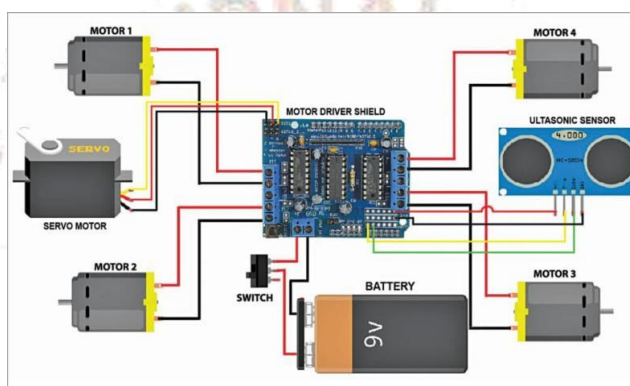 MOTOR 1
MOTOR 4
MOTOR DRIVER SHIELD
ULTASONIC SENSOR
SERVO
SERVO MOTOR
MOTOR 2
SWITCH
BATTERY
9v
MOTOR 3